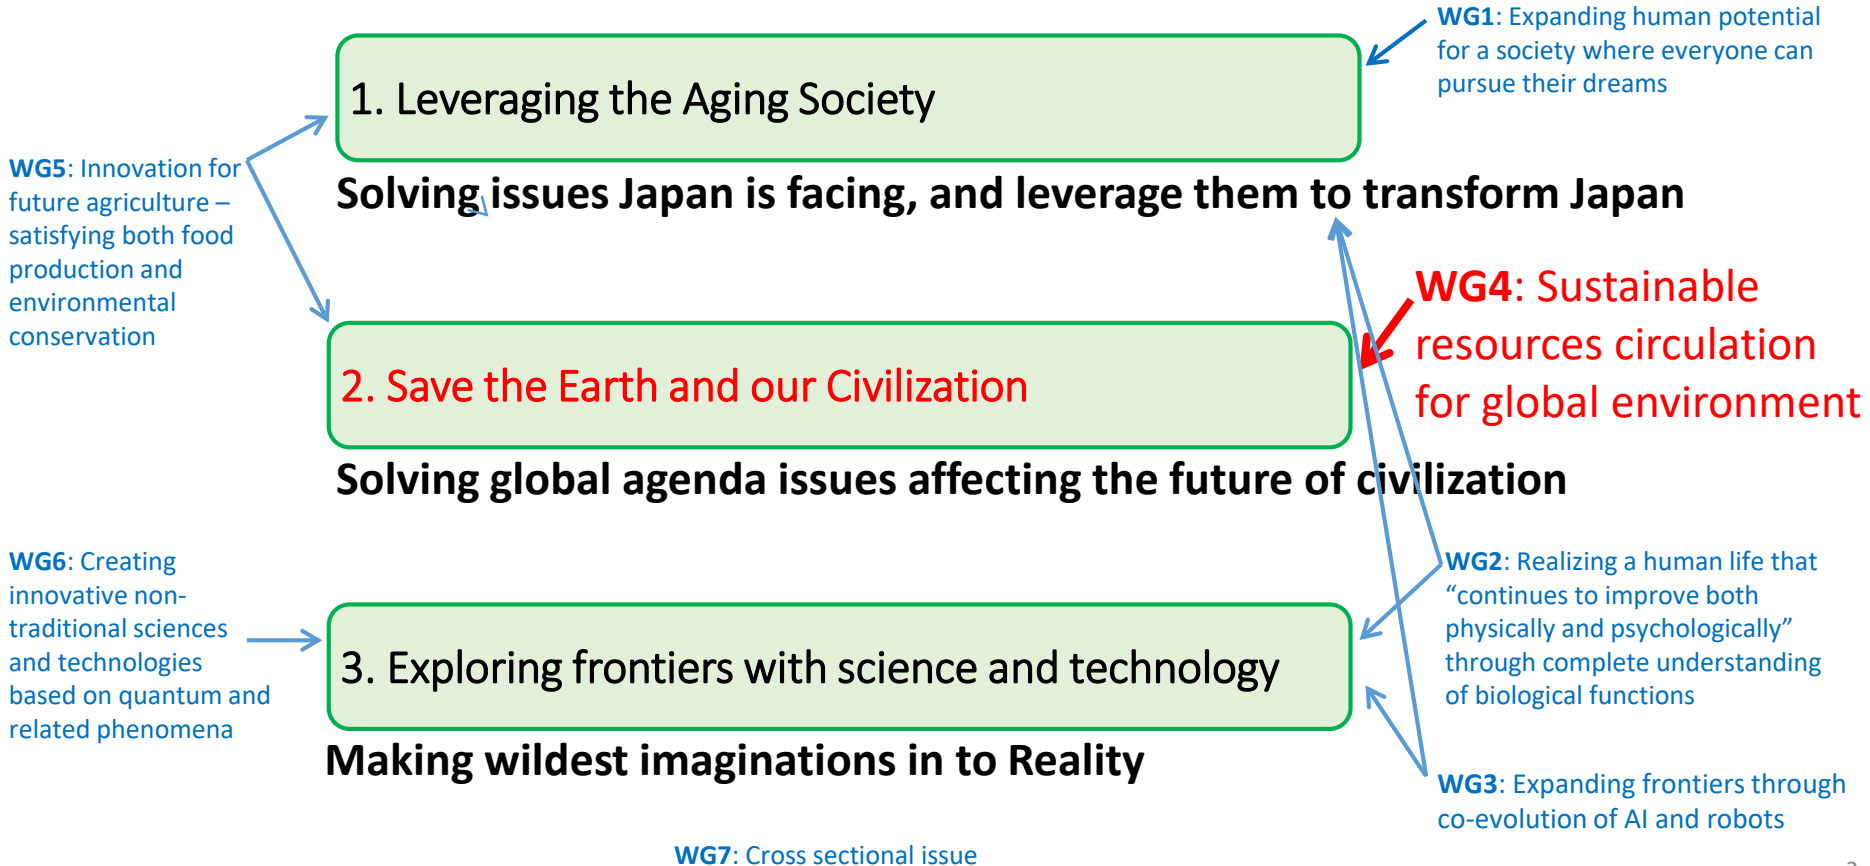 WG1: Expanding human potential
for a society where everyone can
pursue their dreams
1. Leveraging the Aging Society
WG5: Innovation for
future agriculture –
satisfying both food
production and
environmental
conservation
Solving issues Japan is facing, and leverage them to transform Japan
WG4: Sustainable
resources circulation
for global environment
2. Save the Earth and our Civilization
Solving global agenda issues affecting the future of civilization
WG6: Creating
innovative non-
traditional sciences
and technologies
based on quantum and
related phenomena
WG2: Realizing a human life that
“continues to improve both
physically and psychologically”
through complete understanding
of biological functions
3. Exploring frontiers with science and technology
Making wildest imaginations in to Reality
WG3: Expanding frontiers through
co-evolution of AI and robots
WG7: Cross sectional issue